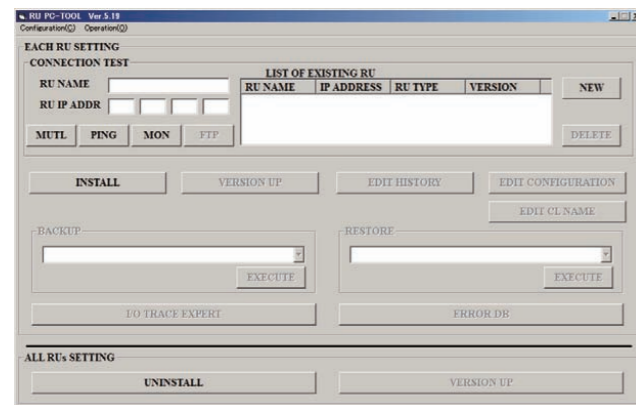 RU PC-TOOL Ver.5.19
Configuration(C) Operation(O)
EACH RU SETTING
CONNECTION TEST
LIST OF EXISTING RU
RU NAME
RU NAME IP ADDRESS RU TYPE VERSION
NEW
RU IP ADDR
MUTL PING MON FTP
DELETE
INSTALL VERSION UP EDIT HISTORY EDIT CONFIGURATION
EDIT CL NAME
BACKUP RESTORE
EXECUTE EXECUTE
I/O TRACE EXPERT ERROR DB
ALL RUs SETTING
UNINSTALL VERSION UP